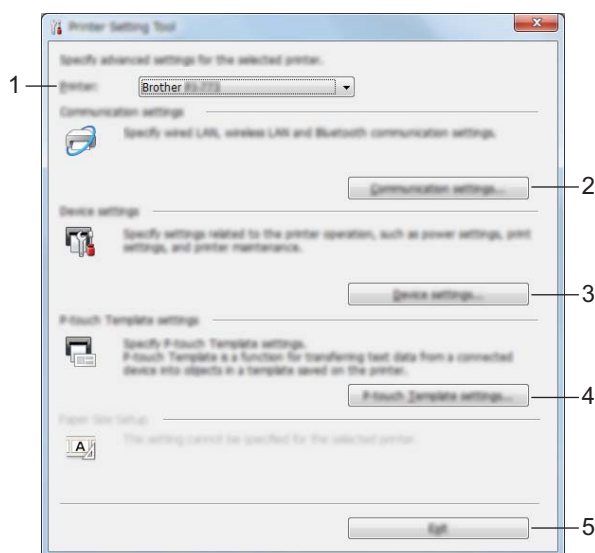 Printer Setting Tool
Specify advanced settings for the selected printer.
1
Printer:
Brother
Communication settings
Specify wired LAN, wireless LAN and Bluetooth communication settings.
Communication settings...
2
Device settings
Specify settings related to the printer operation, such as power settings, print
settings, and printer maintenance.
Device settings...
3
P-touch Template settings
Specify P-touch Template settings.
P-touch Template is a function for transferring text data from a connected
device into objects in a template saved on the printer.
P-touch Template settings...
4
Paper Size Setup
A
This setting cannot be specified for the selected printer.
Exit
5